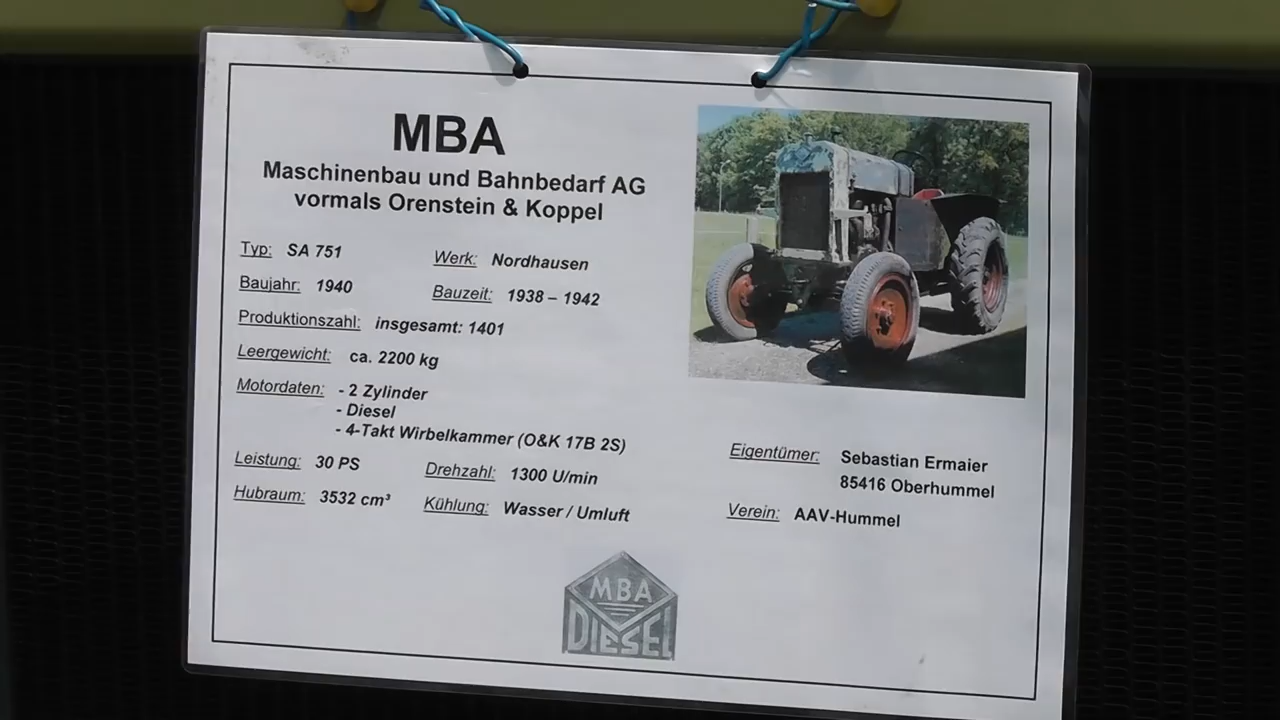 MBA
Maschinenbau und Bahnbedarf AG
vormals Orenstein & Koppel
Typ: SA 751 Werk: Nordhausen
Baujahr: 1940 Bauzeit: 1938 – 1942
Produktionszahl: insgesamt: 1401
Leergewicht: ca. 2200 kg
Motordaten: - 2 Zylinder
- Diesel
- 4-Takt Wirbelkammer (O&K 17B 2S)
Leistung: 30 PS Drehzahl: 1300 U/min
Hubraum: 3532 cm³ Kühlung: Wasser / Umluft
Eigentümer: Sebastian Ermaier
85416 Oberhummel
Verein: AAV-Hummel
MBA
DIESEL